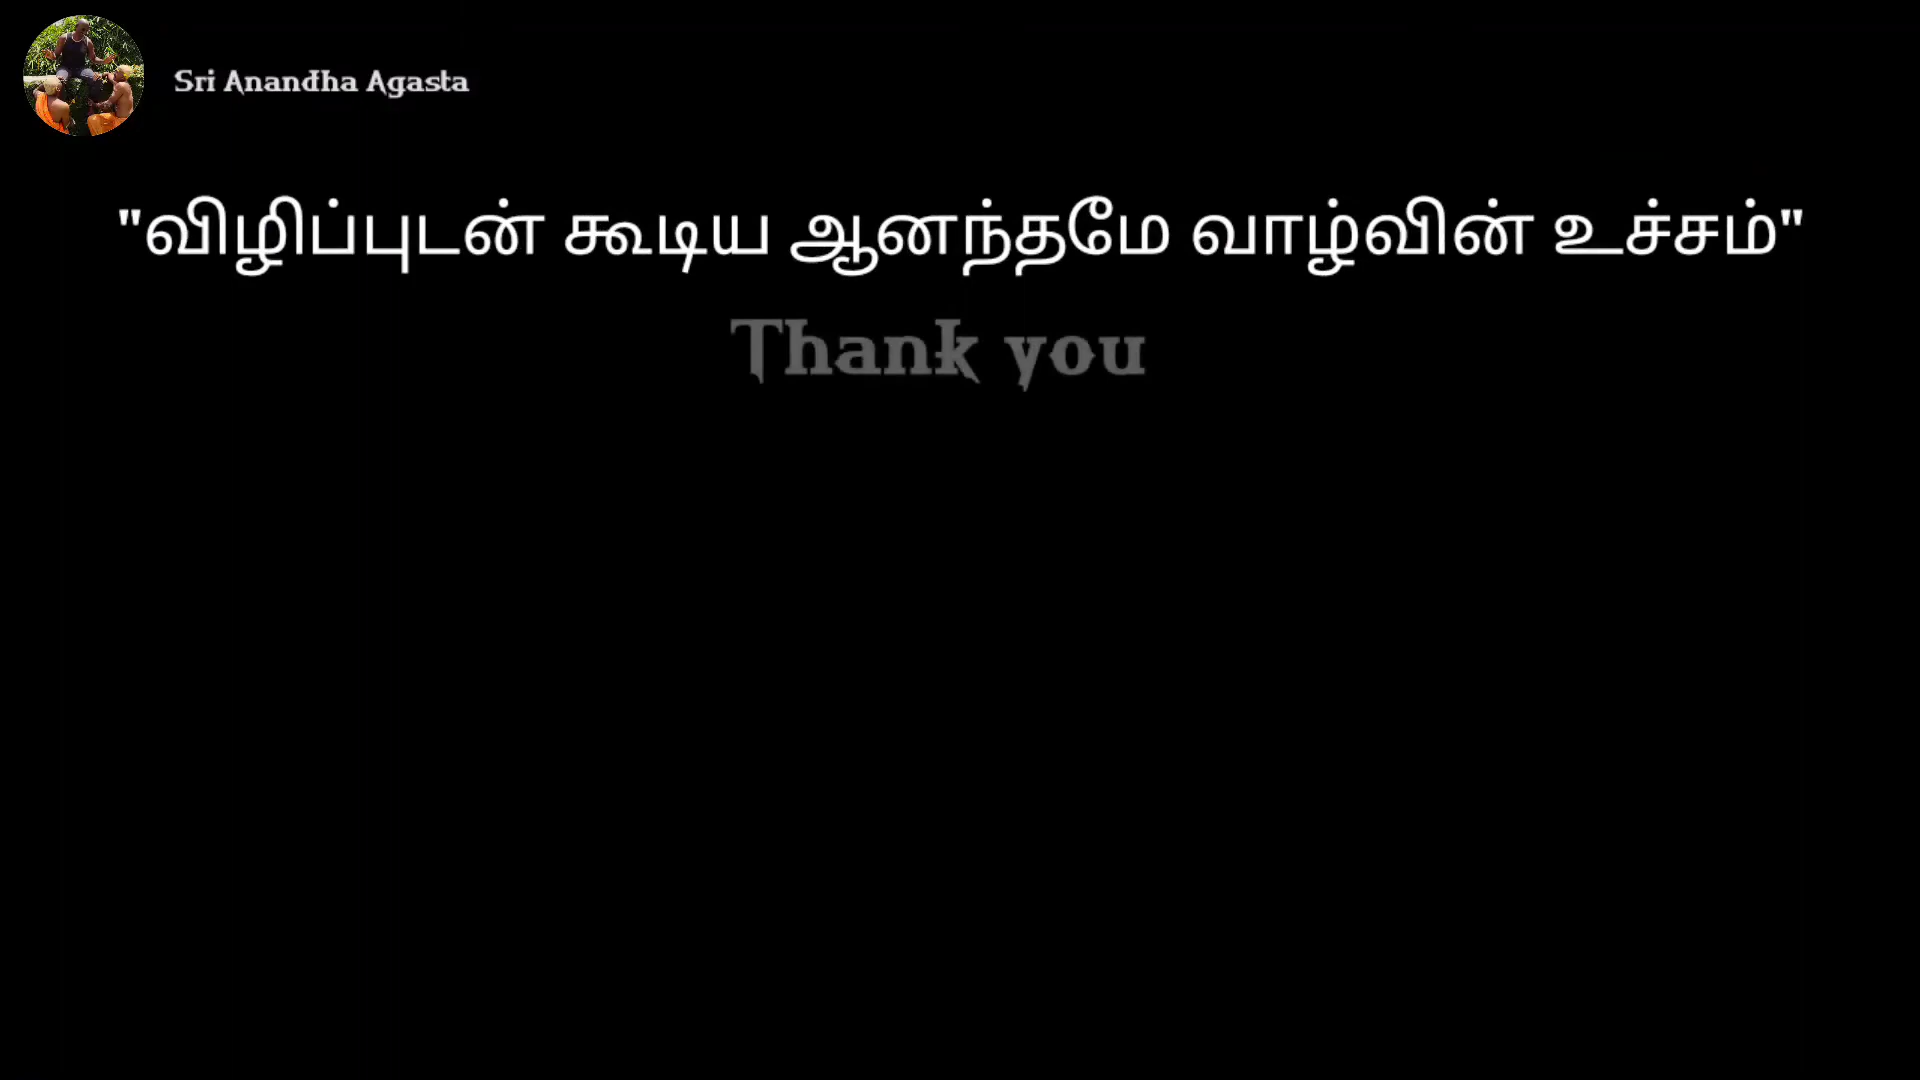 Sri Anandha Agasta
"விழிப்புடன் கூடிய ஆனந்தமே வாழ்வின் உச்சம்"
Thank you